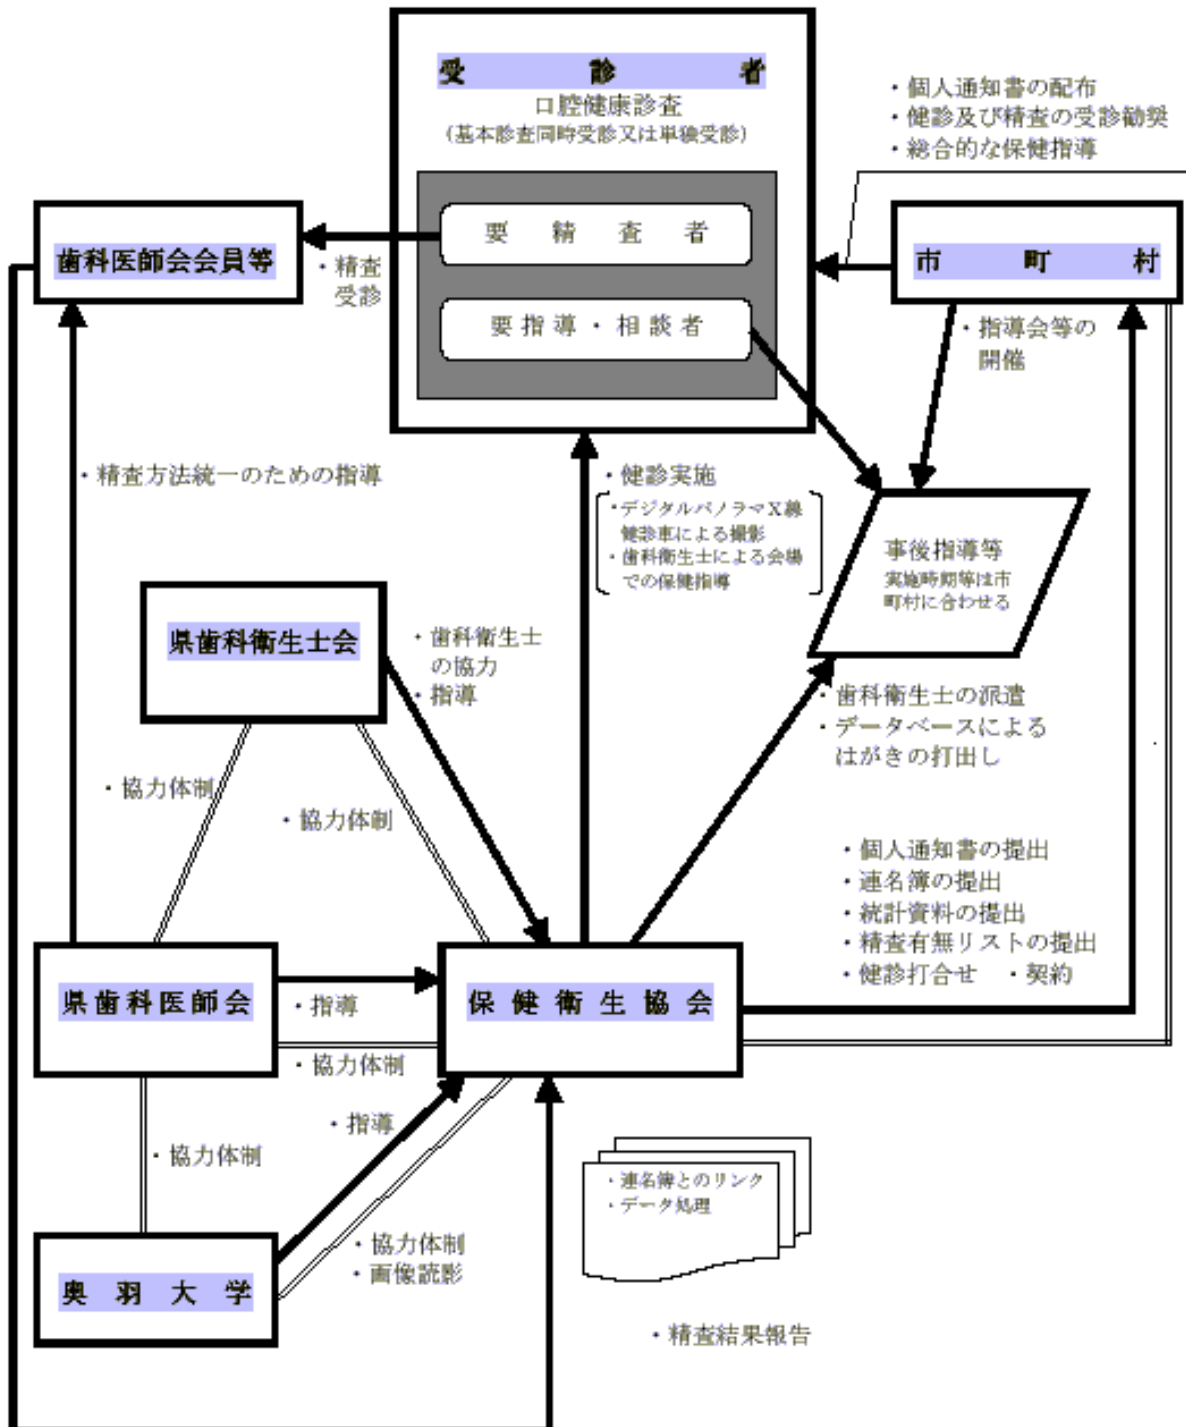 受診者
口腔健康診査
(基本診査同時受診又は単独受診)
・個人通知書の配布
・健診及び精査の受診勧奨
・総合的な保健指導
要精査者
歯科医師会会員等
・精査
受診
市町村
要指導・相談者
・指導会等の
開催
・精査方法統一のための指導
・健診実施
・デジタルパノラマX線
健診車による撮影
・歯科衛生士による会場
での保健指導
事後指導等
実施時期等は市
町村に合わせる
県歯科衛生士会
・歯科衛生士
の協力
・指導
・歯科衛生士の派遣
・データベースによる
はがきの打出し
・協力体制
・協力体制
・個人通知書の提出
・連名簿の提出
・統計資料の提出
・精査有無リストの提出
・健診打合せ ・契約
県歯科医師会
・指導
保健衛生協会
・協力体制
・指導
・協力体制
・連名簿とのリンク
・データ処理
・協力体制
・画像読影
奥羽大学
・精査結果報告